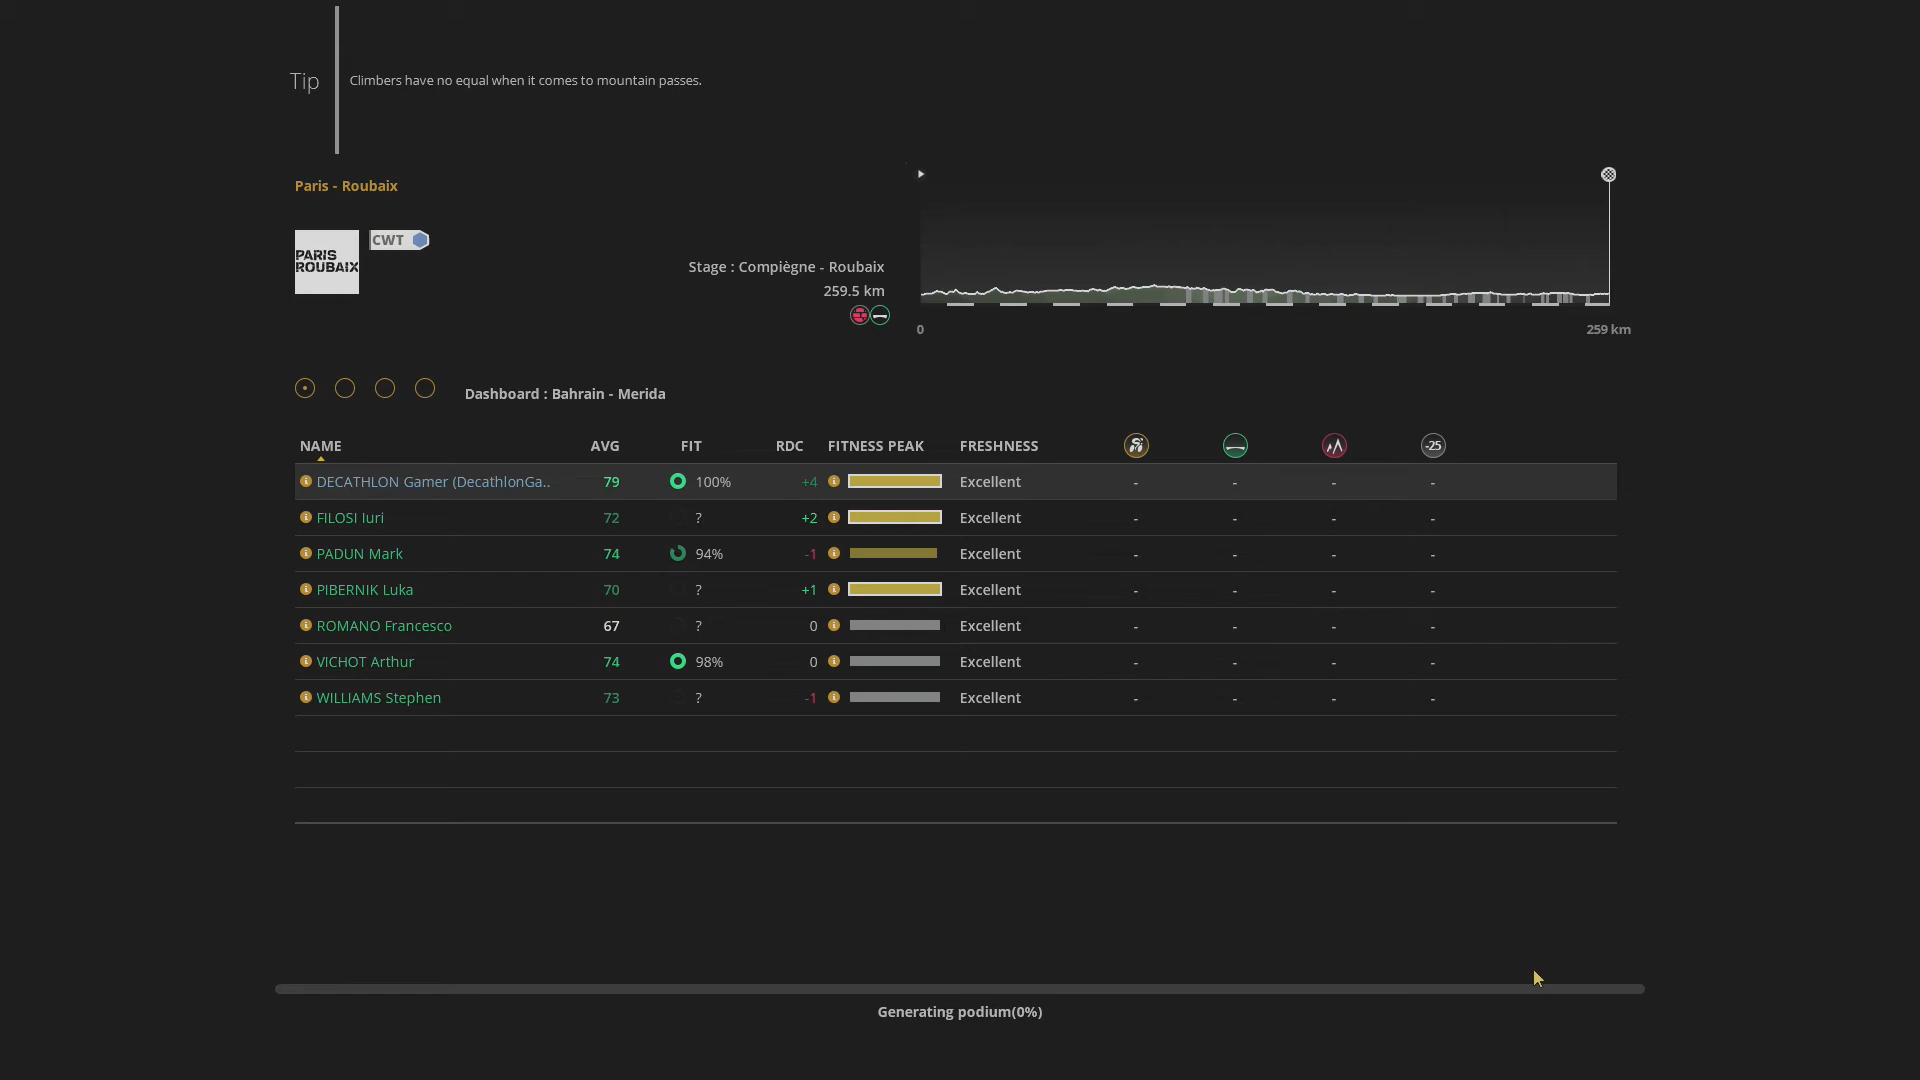 Tip
Climbers have no equal when it comes to mountain passes.
Paris - Roubaix
PARIS
ROUBAIX
CWT
Stage : Compiègne - Roubaix
259.5 km
0
259 km
Dashboard : Bahrain - Merida
NAME AVG FIT RDC FITNESS PEAK FRESHNESS -25
DECATHLON Gamer (DecathlonGa.. 79 100% +4 Excellent - - - -
FILOSI Iuri 72 ? +2 Excellent - - - -
PADUN Mark 74 94% -1 Excellent - - - -
PIBERNIK Luka 70 ? +1 Excellent - - - -
ROMANO Francesco 67 ? 0 Excellent - - - -
VICHOT Arthur 74 98% 0 Excellent - - - -
WILLIAMS Stephen 73 ? -1 Excellent - - - -
Generating podium(0%)